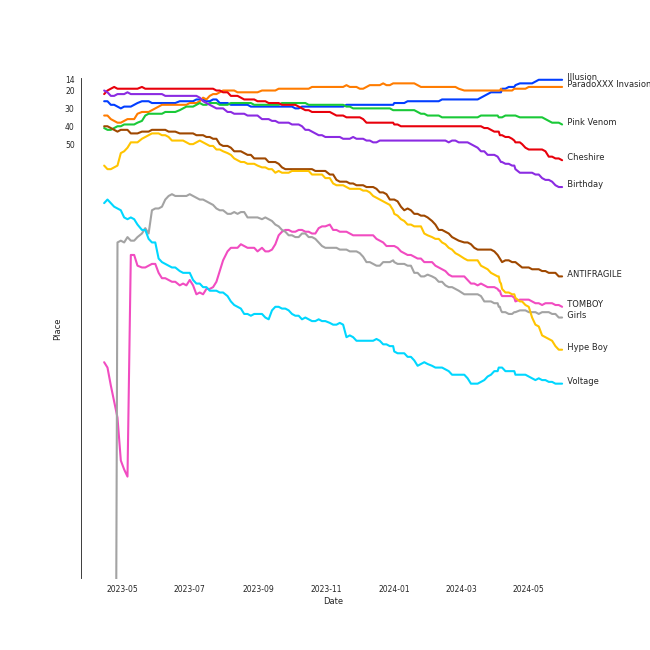 14
20
30
40
50
Place
Illusion
ParadoXXX Invasion
Pink Venom
Cheshire
Birthday
ANTIFRAGILE
TOMBOY
Girls
Hype Boy
Voltage
2023-05
2023-07
2023-09
2023-11
2024-01
2024-03
2024-05
Date